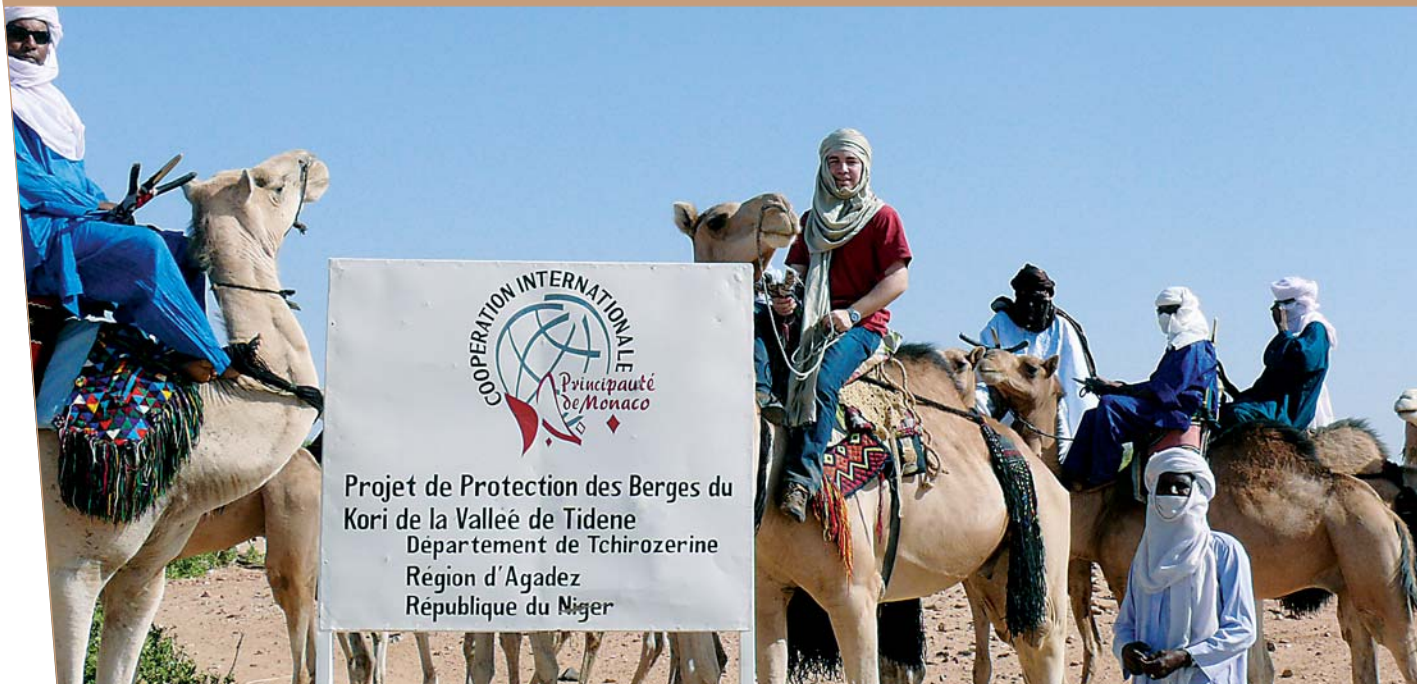 COOPERATION INTERNATIONALE
Principauté
de Monaco
Projet de Protection des Berges du
Kori de la Valleé de Tidene
Département de Tchirozerine
Région d'Agadez
République du Niger